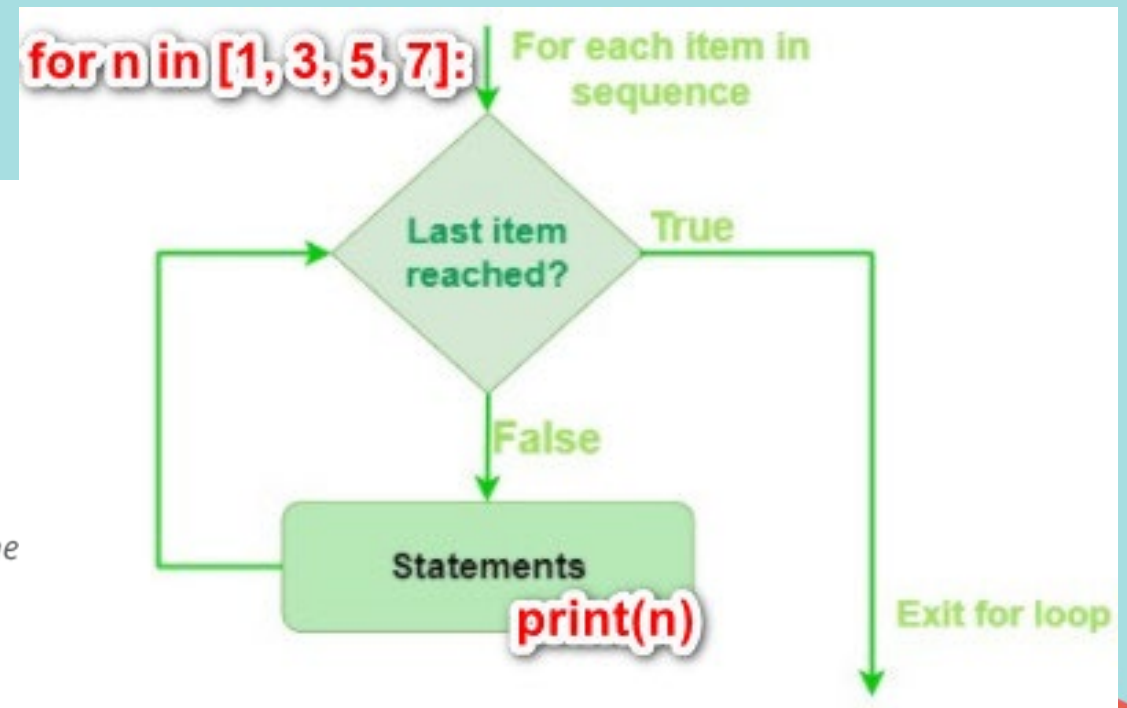 for n in [1, 3, 5, 7]:
For each item in
sequence
Last item
reached?
True
False
Statements
print(n)
Exit for loop